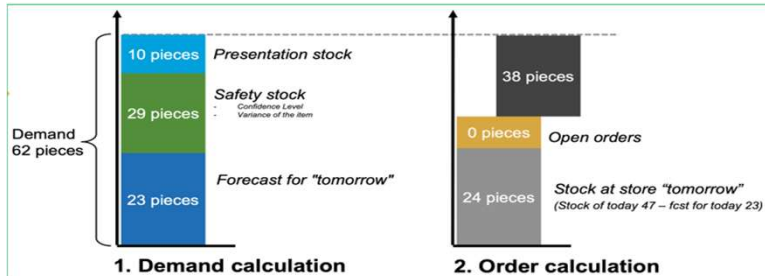 10 pieces
Presentation stock
29 pieces
Safety stock
- Confidence Level
- Variance of the item
Demand
62 pieces
23 pieces
Forecast for "tomorrow"
1. Demand calculation
38 pieces
0 pieces
Open orders
24 pieces
Stock at store “tomorrow”
(Stock of today 47 – fcst for today 23)
2. Order calculation